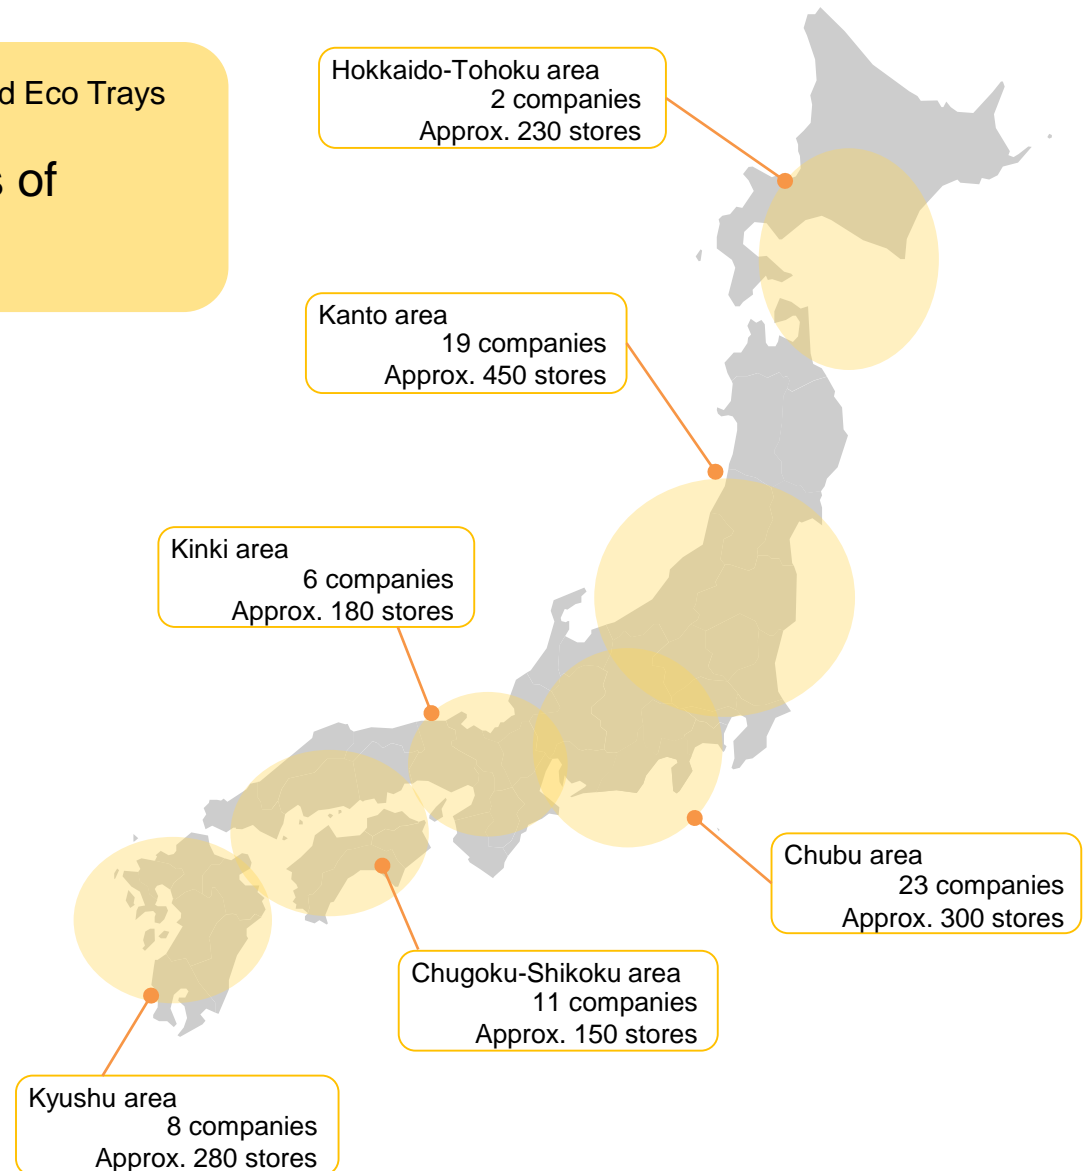 d Eco Trays
s of
Hokkaido-Tohoku area
2 companies
Approx. 230 stores
Kanto area
19 companies
Approx. 450 stores
Kinki area
6 companies
Approx. 180 stores
Chubu area
23 companies
Approx. 300 stores
Chugoku-Shikoku area
11 companies
Approx. 150 stores
Kyushu area
8 companies
Approx. 280 stores